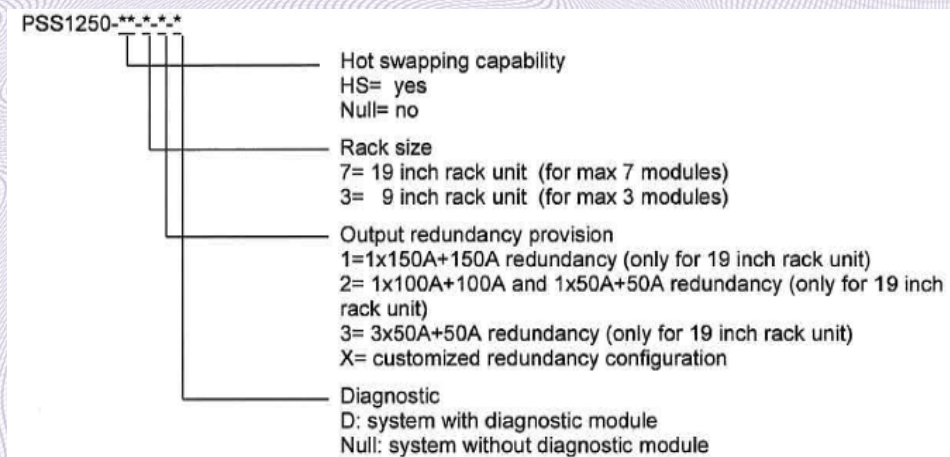 PSS1250-**-*-*-*
Hot swapping capability
HS= yes
Null= no
Rack size
7= 19 inch rack unit (for max 7 modules)
3= 9 inch rack unit (for max 3 modules)
Output redundancy provision
1=1x150A+150A redundancy (only for 19 inch rack unit)
2= 1x100A+100A and 1x50A+50A redundancy (only for 19 inch
rack unit)
3= 3x50A+50A redundancy (only for 19 inch rack unit)
X= customized redundancy configuration
Diagnostic
D: system with diagnostic module
Null: system without diagnostic module